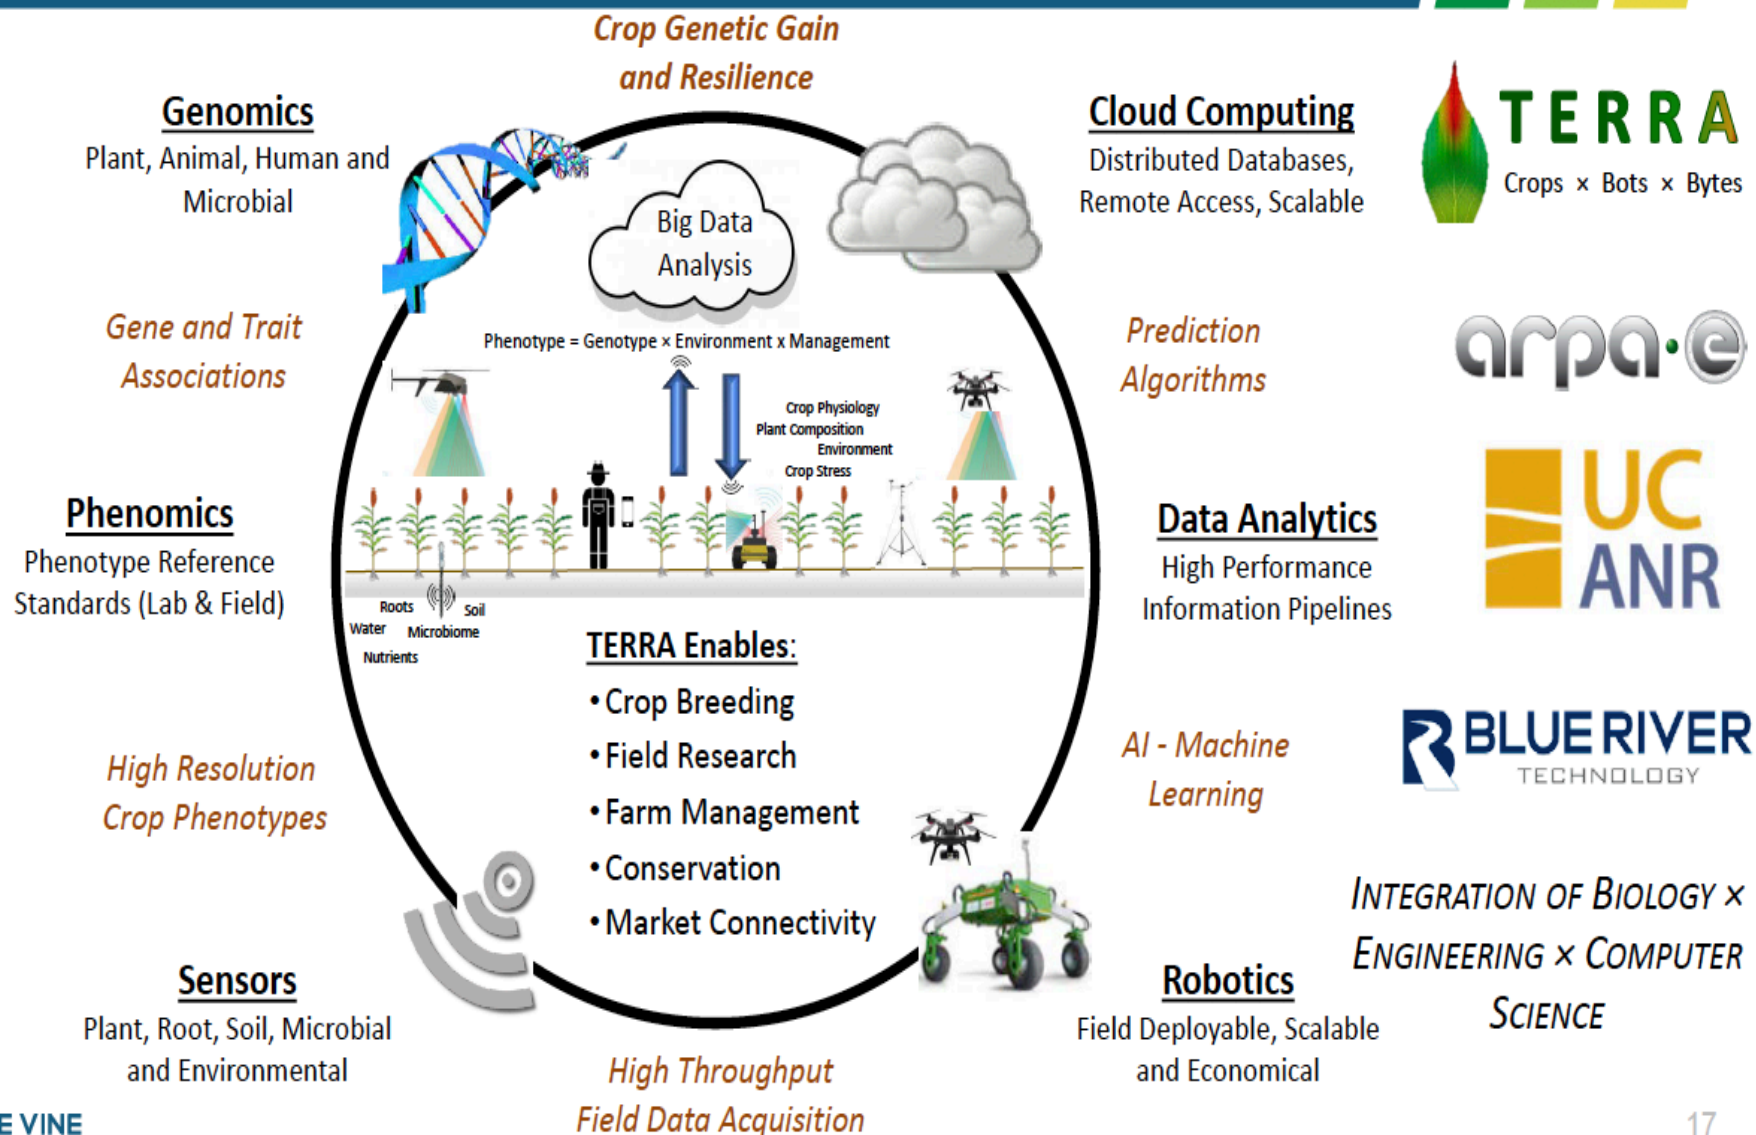 Crop Genetic Gain
and Resilience
Genomics
Plant, Animal, Human and
Microbial
Cloud Computing
Distributed Databases,
Remote Access, Scalable
TERRA
Crops × Bots × Bytes
Big Data
Analysis
Phenotype = Genotype × Environment x Management
Gene and Trait
Associations
Prediction
Algorithms
arpa·e
Crop Physiology
Plant Composition
Environment
Crop Stress
Phenomics
Phenotype Reference
Standards (Lab & Field)
Data Analytics
High Performance
Information Pipelines
UC
ANR
Roots
Soil
Water
Microbiome
Nutrients
TERRA Enables:
• Crop Breeding
• Field Research
• Farm Management
• Conservation
• Market Connectivity
High Resolution
Crop Phenotypes
AI - Machine
Learning
BLUE RIVER
TECHNOLOGY
INTEGRATION OF BIOLOGY ×
ENGINEERING × COMPUTER
SCIENCE
Sensors
Plant, Root, Soil, Microbial
and Environmental
Robotics
Field Deployable, Scalable
and Economical
High Throughput
Field Data Acquisition
E VINE
17